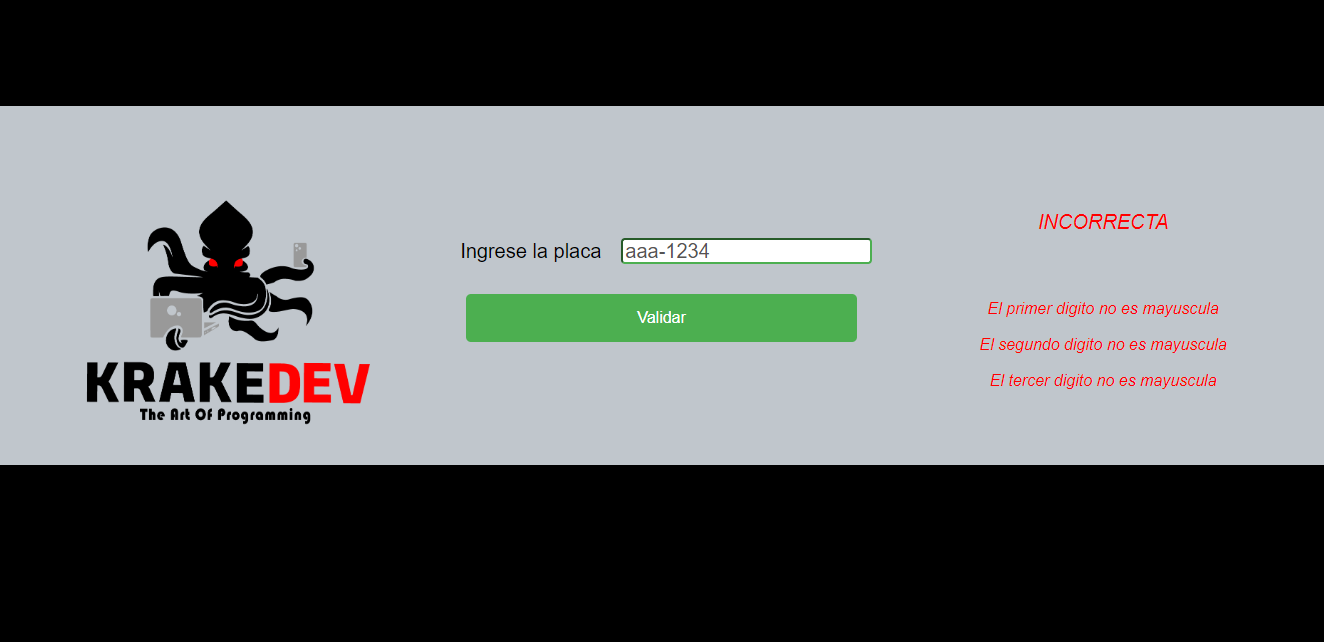 KRAKEDEV
The Art Of Programming
Ingrese la placa aaa-1234
Validar
INCORRECTA
El primer digito no es mayuscula
El segundo digito no es mayuscula
El tercer digito no es mayuscula